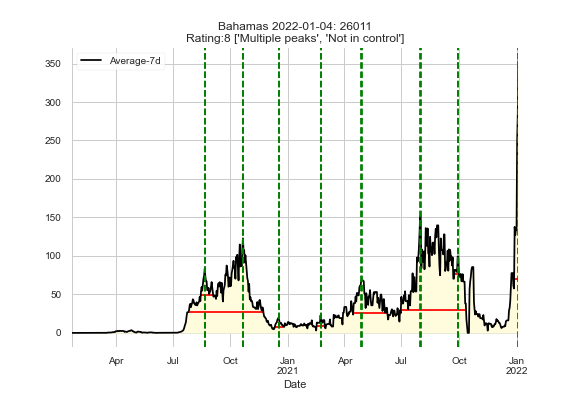 Bahamas 2022-01-04: 26011
Rating:8 ['Multiple peaks', 'Not in control']
Average-7d
350
300
250
200
150
100
50
0
Apr
Jul
Oct
Jan
2021
Apr
Jul
Oct
Jan
2022
Date